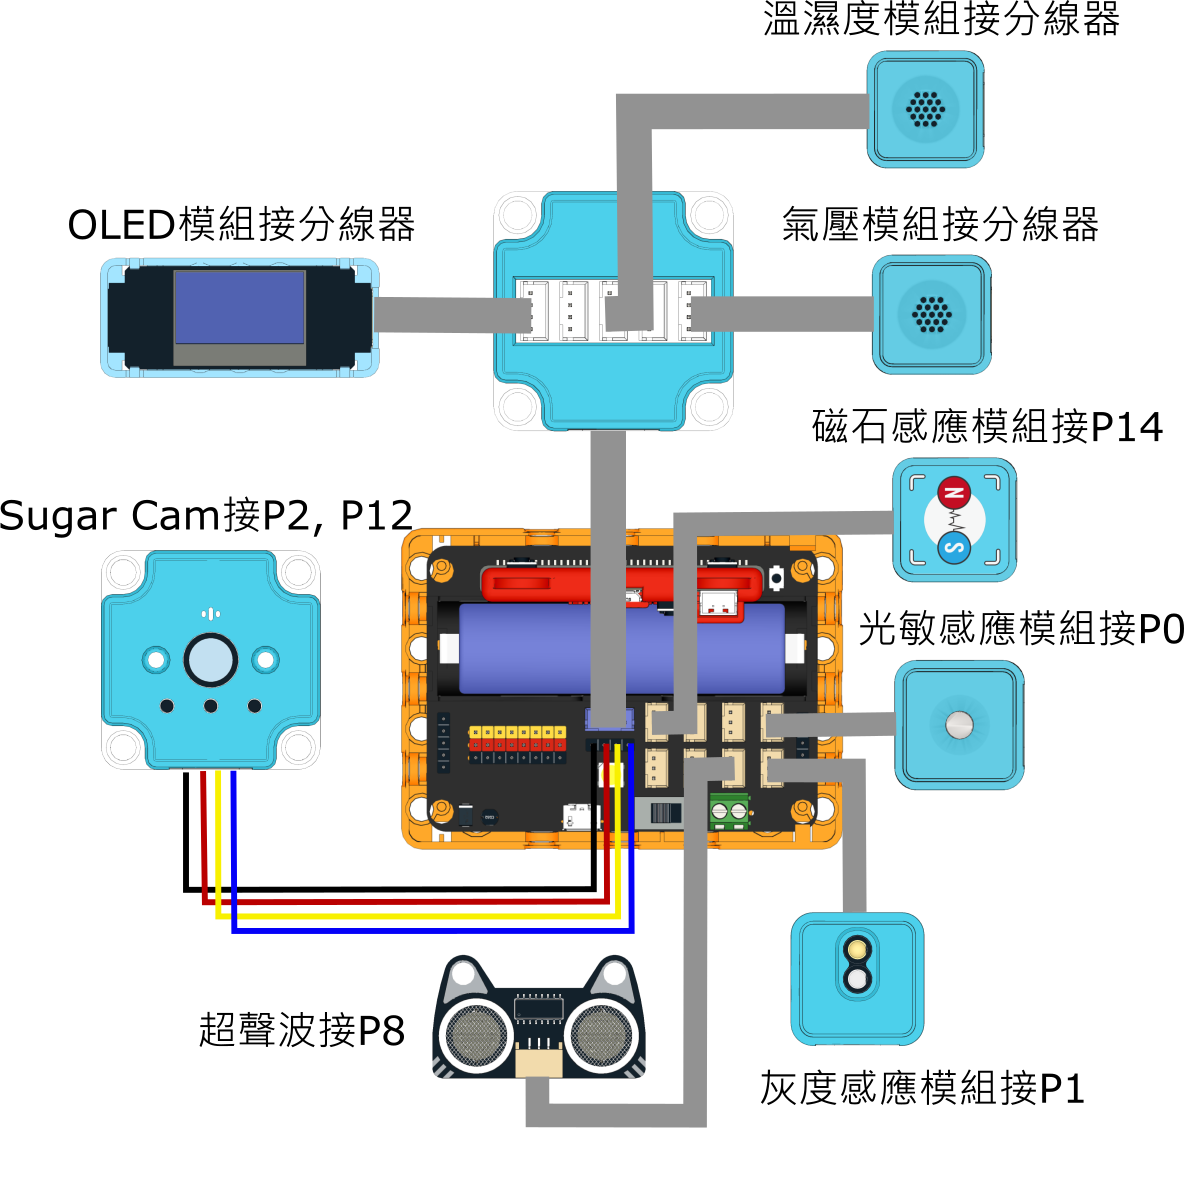 溫濕度模組接分線器
OLED模組接分線器
氣壓模組接分線器
磁石感應模組接P14
N
S
Sugar Cam接P2, P12
光敏感應模組接P0
超聲波接P8
灰度感應模組接P1